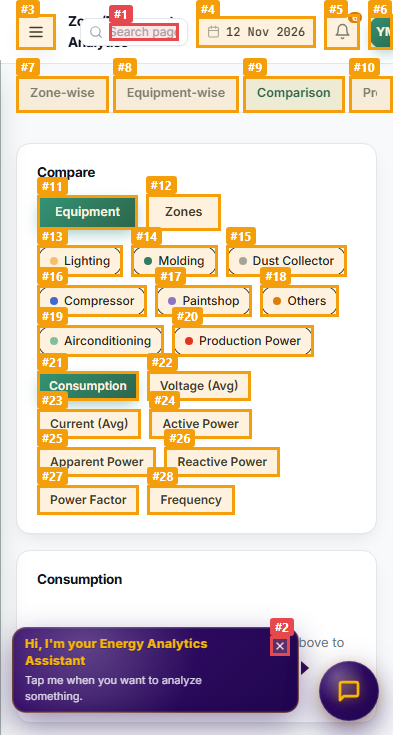 #3
#1
#4
#5
#6
Search page
12 Nov 2026
YM
Analytics
#7
#8
#9
#10
Zone-wise
Equipment-wise
Comparison
Compare
#11
#12
Equipment
Zones
#13
#14
#15
Lighting
Molding
Dust Collector
#16
#17
#18
Compressor
Paintshop
Others
#19
#20
Airconditioning
Production Power
#21
#22
Consumption
Voltage (Avg)
#23
#24
Current (Avg)
Active Power
#25
#26
Apparent Power
Reactive Power
#27
#28
Power Factor
Frequency
Consumption
#2
Hi, I'm your Energy Analytics
Assistant
bove to
Tap me when you want to analyze
something.